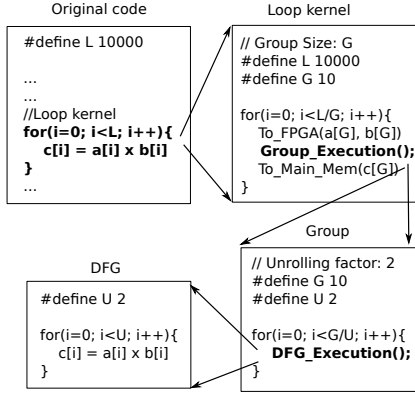 Original code
#define L 10000
...
...
//Loop kernel
for(i=0; i<L; i++){
c[i] = a[i] x b[i]
}
...
Loop kernel
// Group Size: G
#define L 10000
#define G 10
for(i=0; i<L/G; i++){
To_FPGA(a[G], b[G])
Group_Execution();
To_Main_Mem(c[G])
}
Group
// Unrolling factor: 2
#define G 10
#define U 2
for(i=0; i<G/U; i++){
DFG_Execution();
}
DFG
#define U 2
for(i=0; i<U; i++){
c[i] = a[i] x b[i]
}